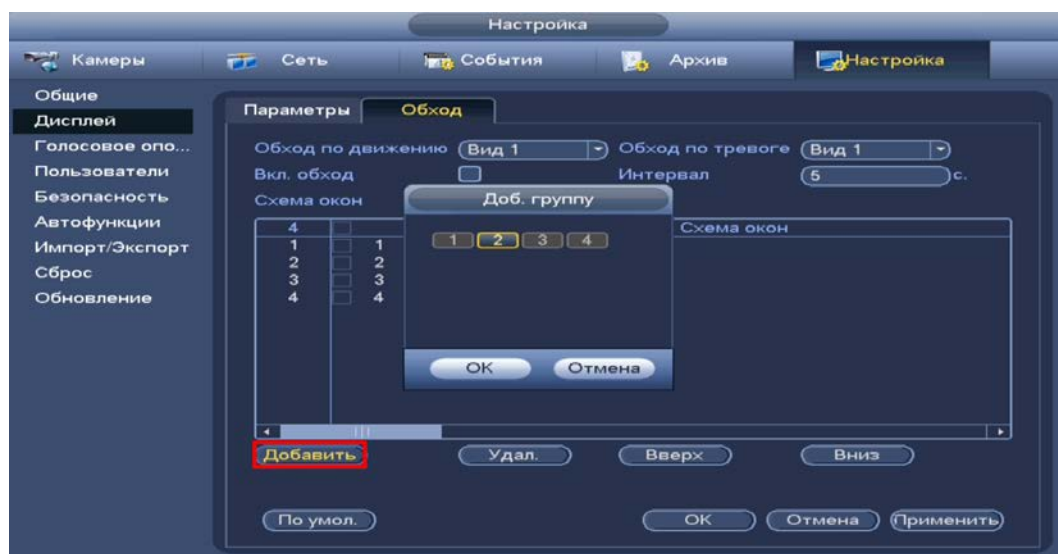 Настройка
Камеры Сеть События Архив Настройка
Общие
Дисплей
Голосовое опо...
Пользователи
Безопасность
Автофункции
Импорт/Экспорт
Сброс
Обновление
Параметры Обход
Обход по движению Вид 1 Обход по тревоге Вид 1
Вкл. обход Интервал 5 с.
Схема окон
4 Схема окон
1 1
2 2
3 3
4 4
Доб. группу
1 2 3 4
OK Отмена
Добавить Удал. Вверх Вниз
По умол. OK Отмена Применить